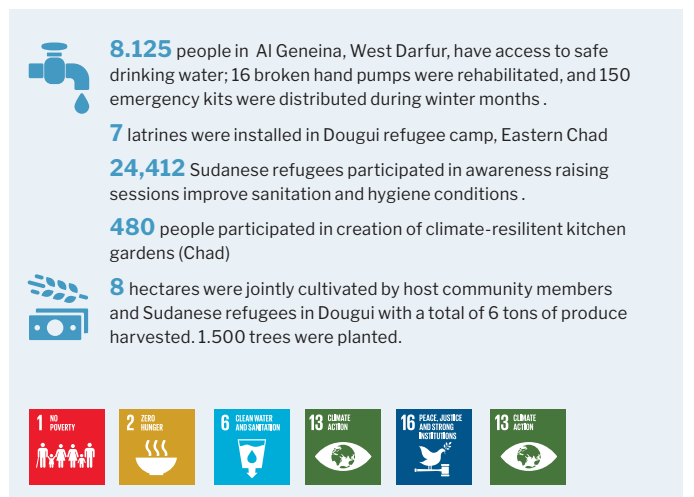 8.125 people in Al Geneina, West Darfur, have access to safe
drinking water; 16 broken hand pumps were rehabilitated, and 150
emergency kits were distributed during winter months .
7 latrines were installed in Dougui refugee camp, Eastern Chad
24,412 Sudanese refugees participated in awareness raising
sessions improve sanitation and hygiene conditions .
480 people participated in creation of climate-resilitent kitchen
gardens (Chad)
8 hectares were jointly cultivated by host community members
and Sudanese refugees in Dougui with a total of 6 tons of produce
harvested. 1.500 trees were planted.
1 NO
POVERTY
2 ZERO
HUNGER
6 CLEAN WATER
AND SANITATION
13 CLIMATE
ACTION
16 PEACE, JUSTICE
AND STRONG
INSTITUTIONS
13 CLIMATE
ACTION